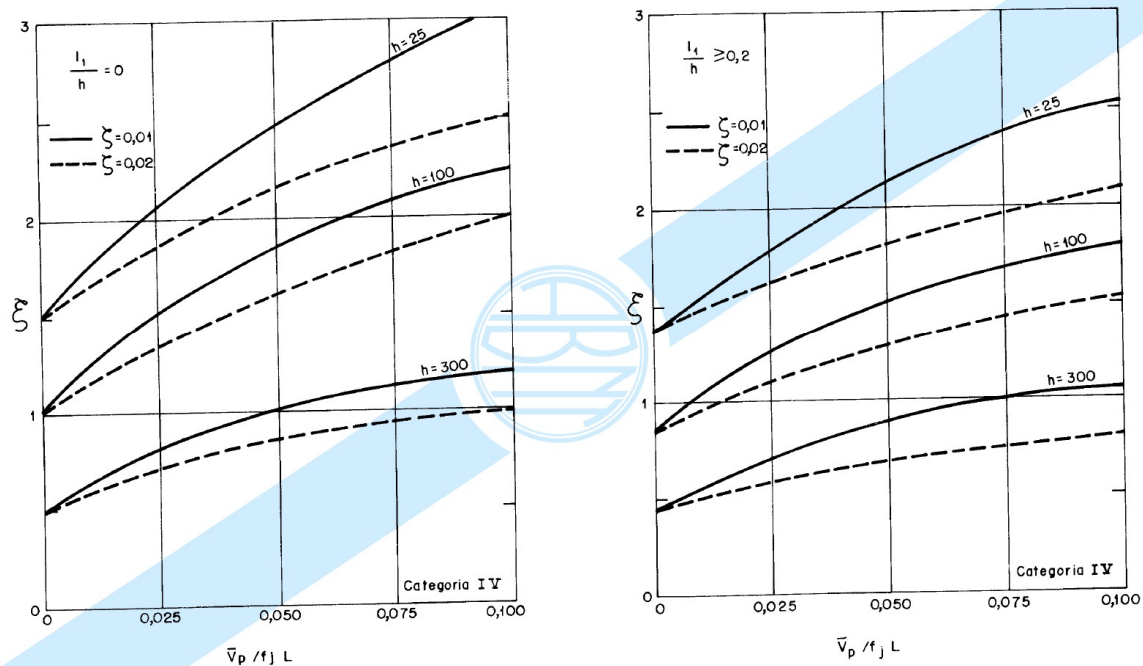 3
l₁/h = 0
ζ=0,01
ζ=0,02
h=25
h=100
h=300
2
ξ
1
Categoria IV
0
0
0,025
0,050
0,075
0,100
V̄p /fj L
3
l₁/h ≥0,2
ζ=0,01
ζ=0,02
h=25
h=100
h=300
2
ξ
1
Categoria IV
0
0
0,025
0,050
0,075
0,100
V̄p /fj L
ABNT